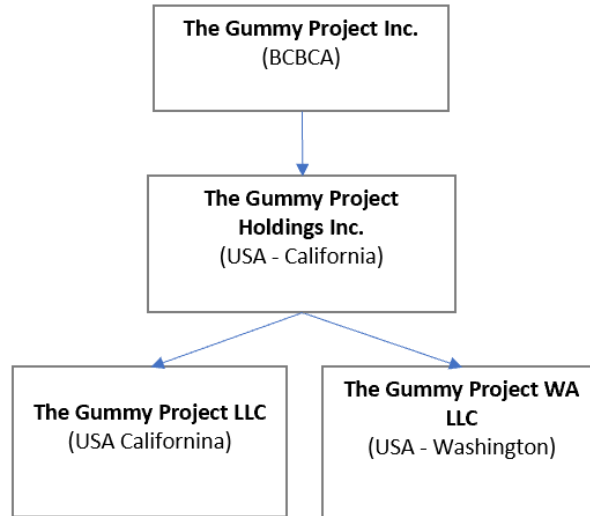 The Gummy Project Inc.
(BCBCA)
The Gummy Project
Holdings Inc.
(USA - California)
The Gummy Project LLC
(USA Californina)
The Gummy Project WA
LLC
(USA - Washington)